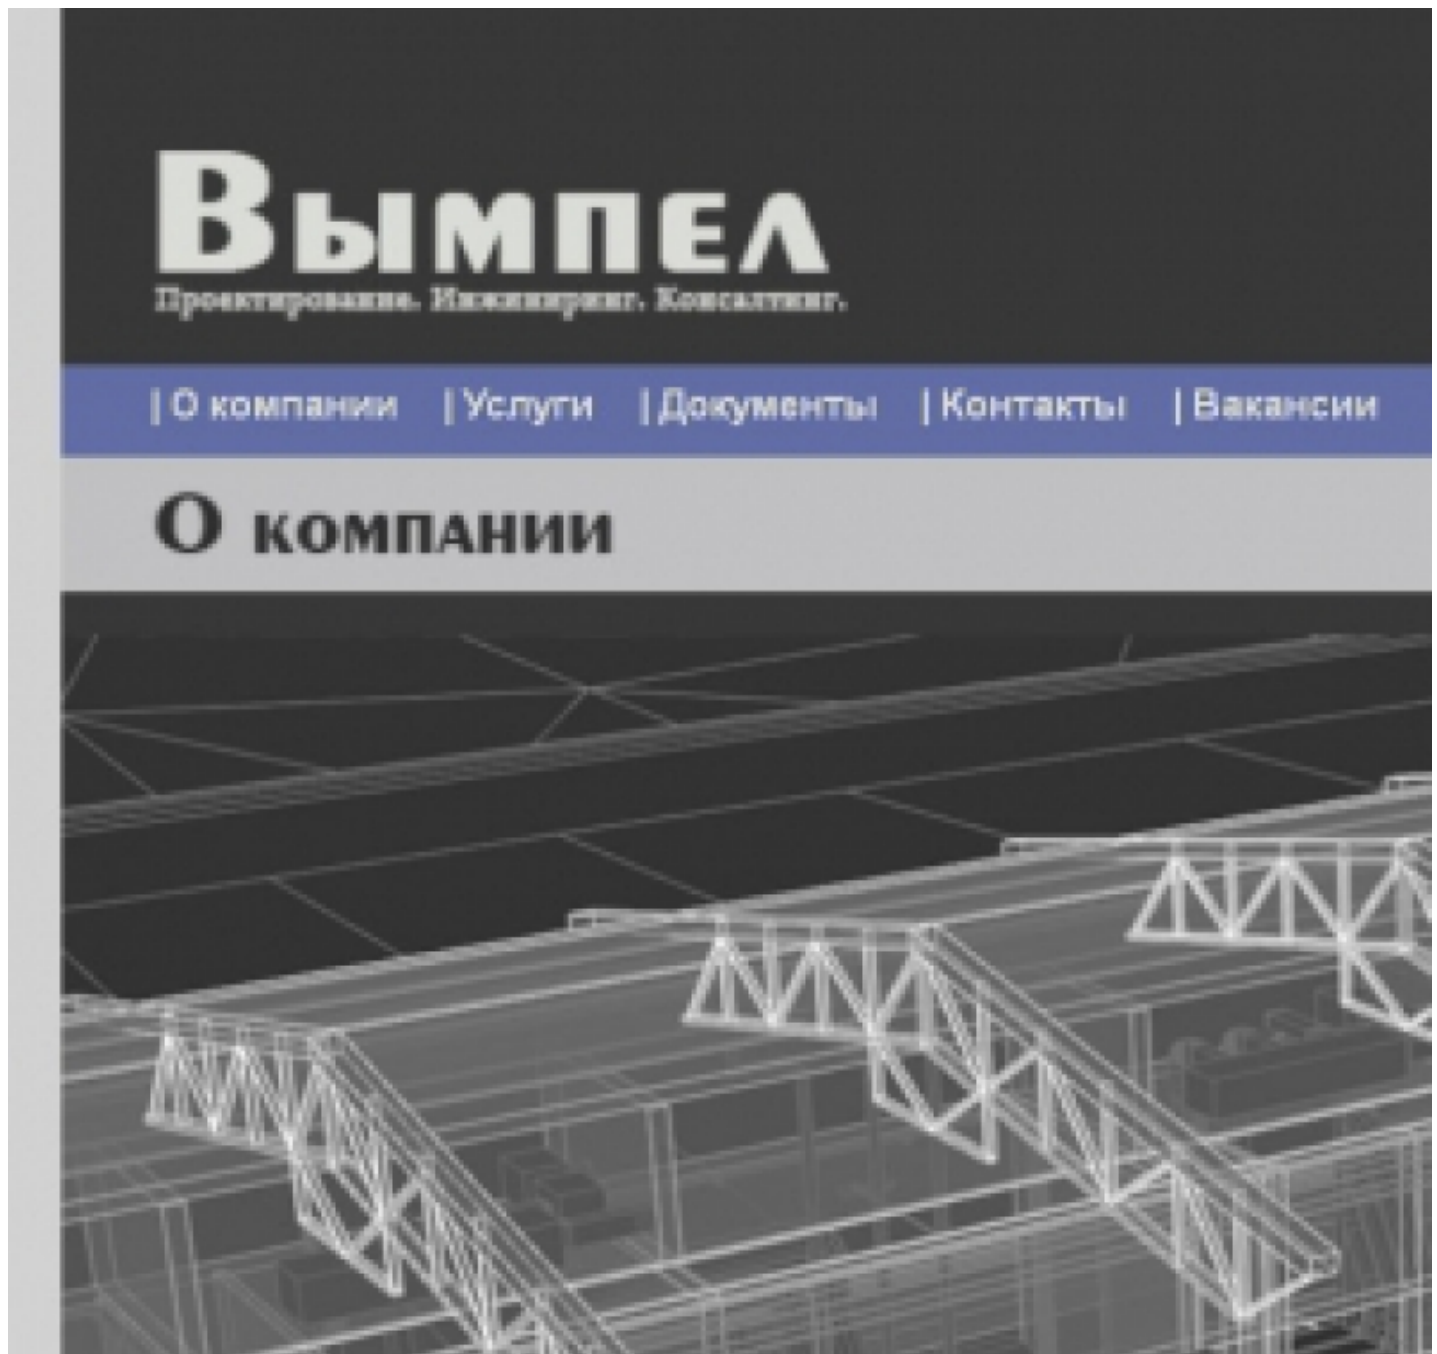 Вымпел
Проектирование. Инжиниринг. Консалтинг.
| О компании | Услуги | Документы | Контакты | Вакансии
О компании